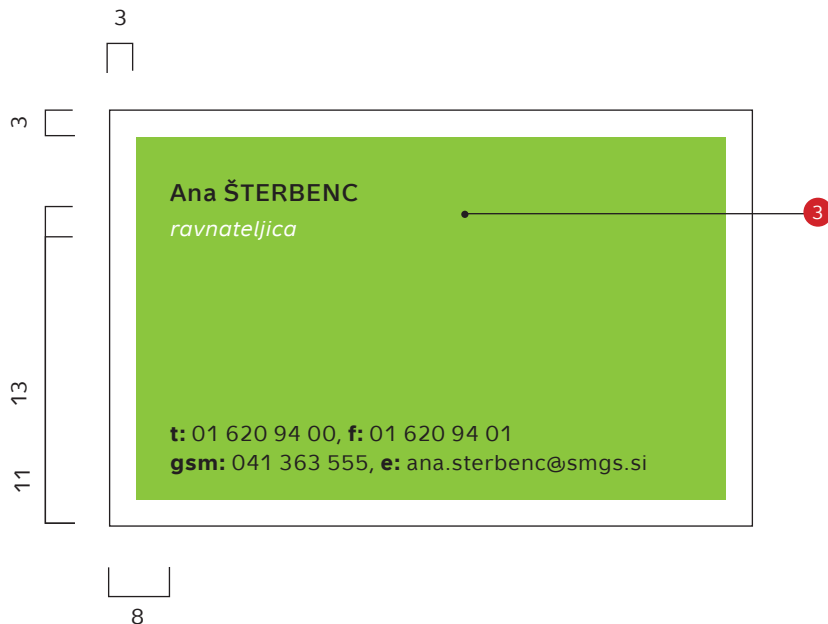 3
3
Ana ŠTERBENC
3
ravnateljica
13
t: 01 620 94 00, f: 01 620 94 01
gsm: 041 363 555, e: ana.sterbenc@smgs.si
11
8